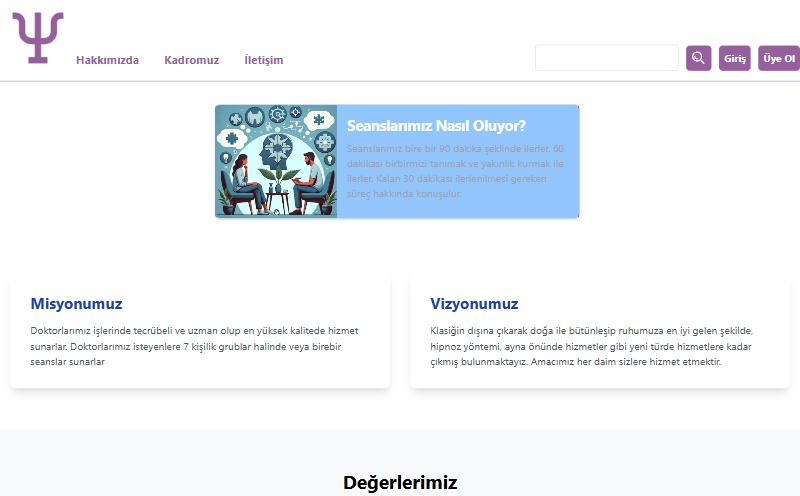 Hakkımızda Kadromuz İletişim Giriş Üye Ol
Seanslarımız Nasıl Oluyor?
Seanslarımız bire bir 90 dakika şeklinde ilerler. 60
dakikası birbirmizi tanımak ve yakınlık kurmak ile
ilerler. Kalan 30 dakikası ilerlenilmesi gereken
süreç hakkında konuşulur.
Misyonumuz
Doktorlarımız işlerinde tecrübeli ve uzman olup en yüksek kalitede hizmet
sunarlar. Doktorlarımız isteyenlere 7 kişilik grublar halinde veya birebir
seanslar sunarlar
Vizyonumuz
Klasiğin dışına çıkarak doğa ile bütünleşip ruhumuza en iyi gelen şekilde,
hipnoz yöntemi, ayna önünde hizmetler gibi yeni türde hizmetlere kadar
çıkmış bulunmaktayız. Amacımız her daim sizlere hizmet etmektir.
Değerlerimiz